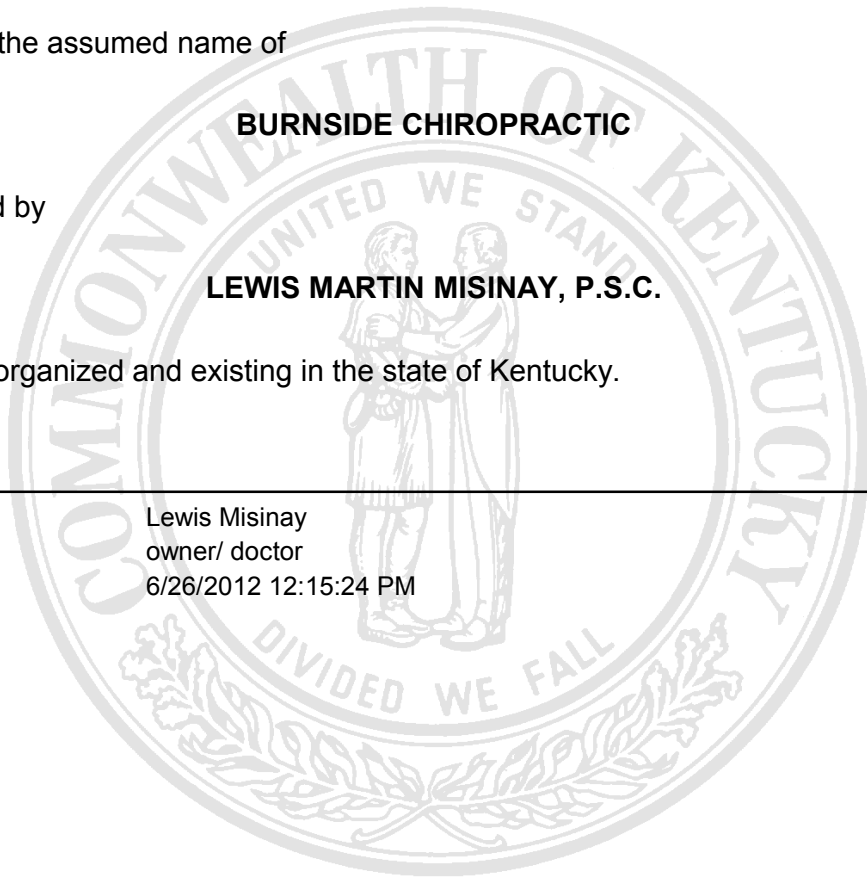 the assumed name of
BURNSIDE CHIROPRACTIC
d by
LEWIS MARTIN MISINAY, P.S.C.
organized and existing in the state of Kentucky.
Lewis Misinay
owner/ doctor
6/26/2012 12:15:24 PM
COMMONWEALTH OF KENTUCKY
UNITED WE STAND
DIVIDED WE FALL